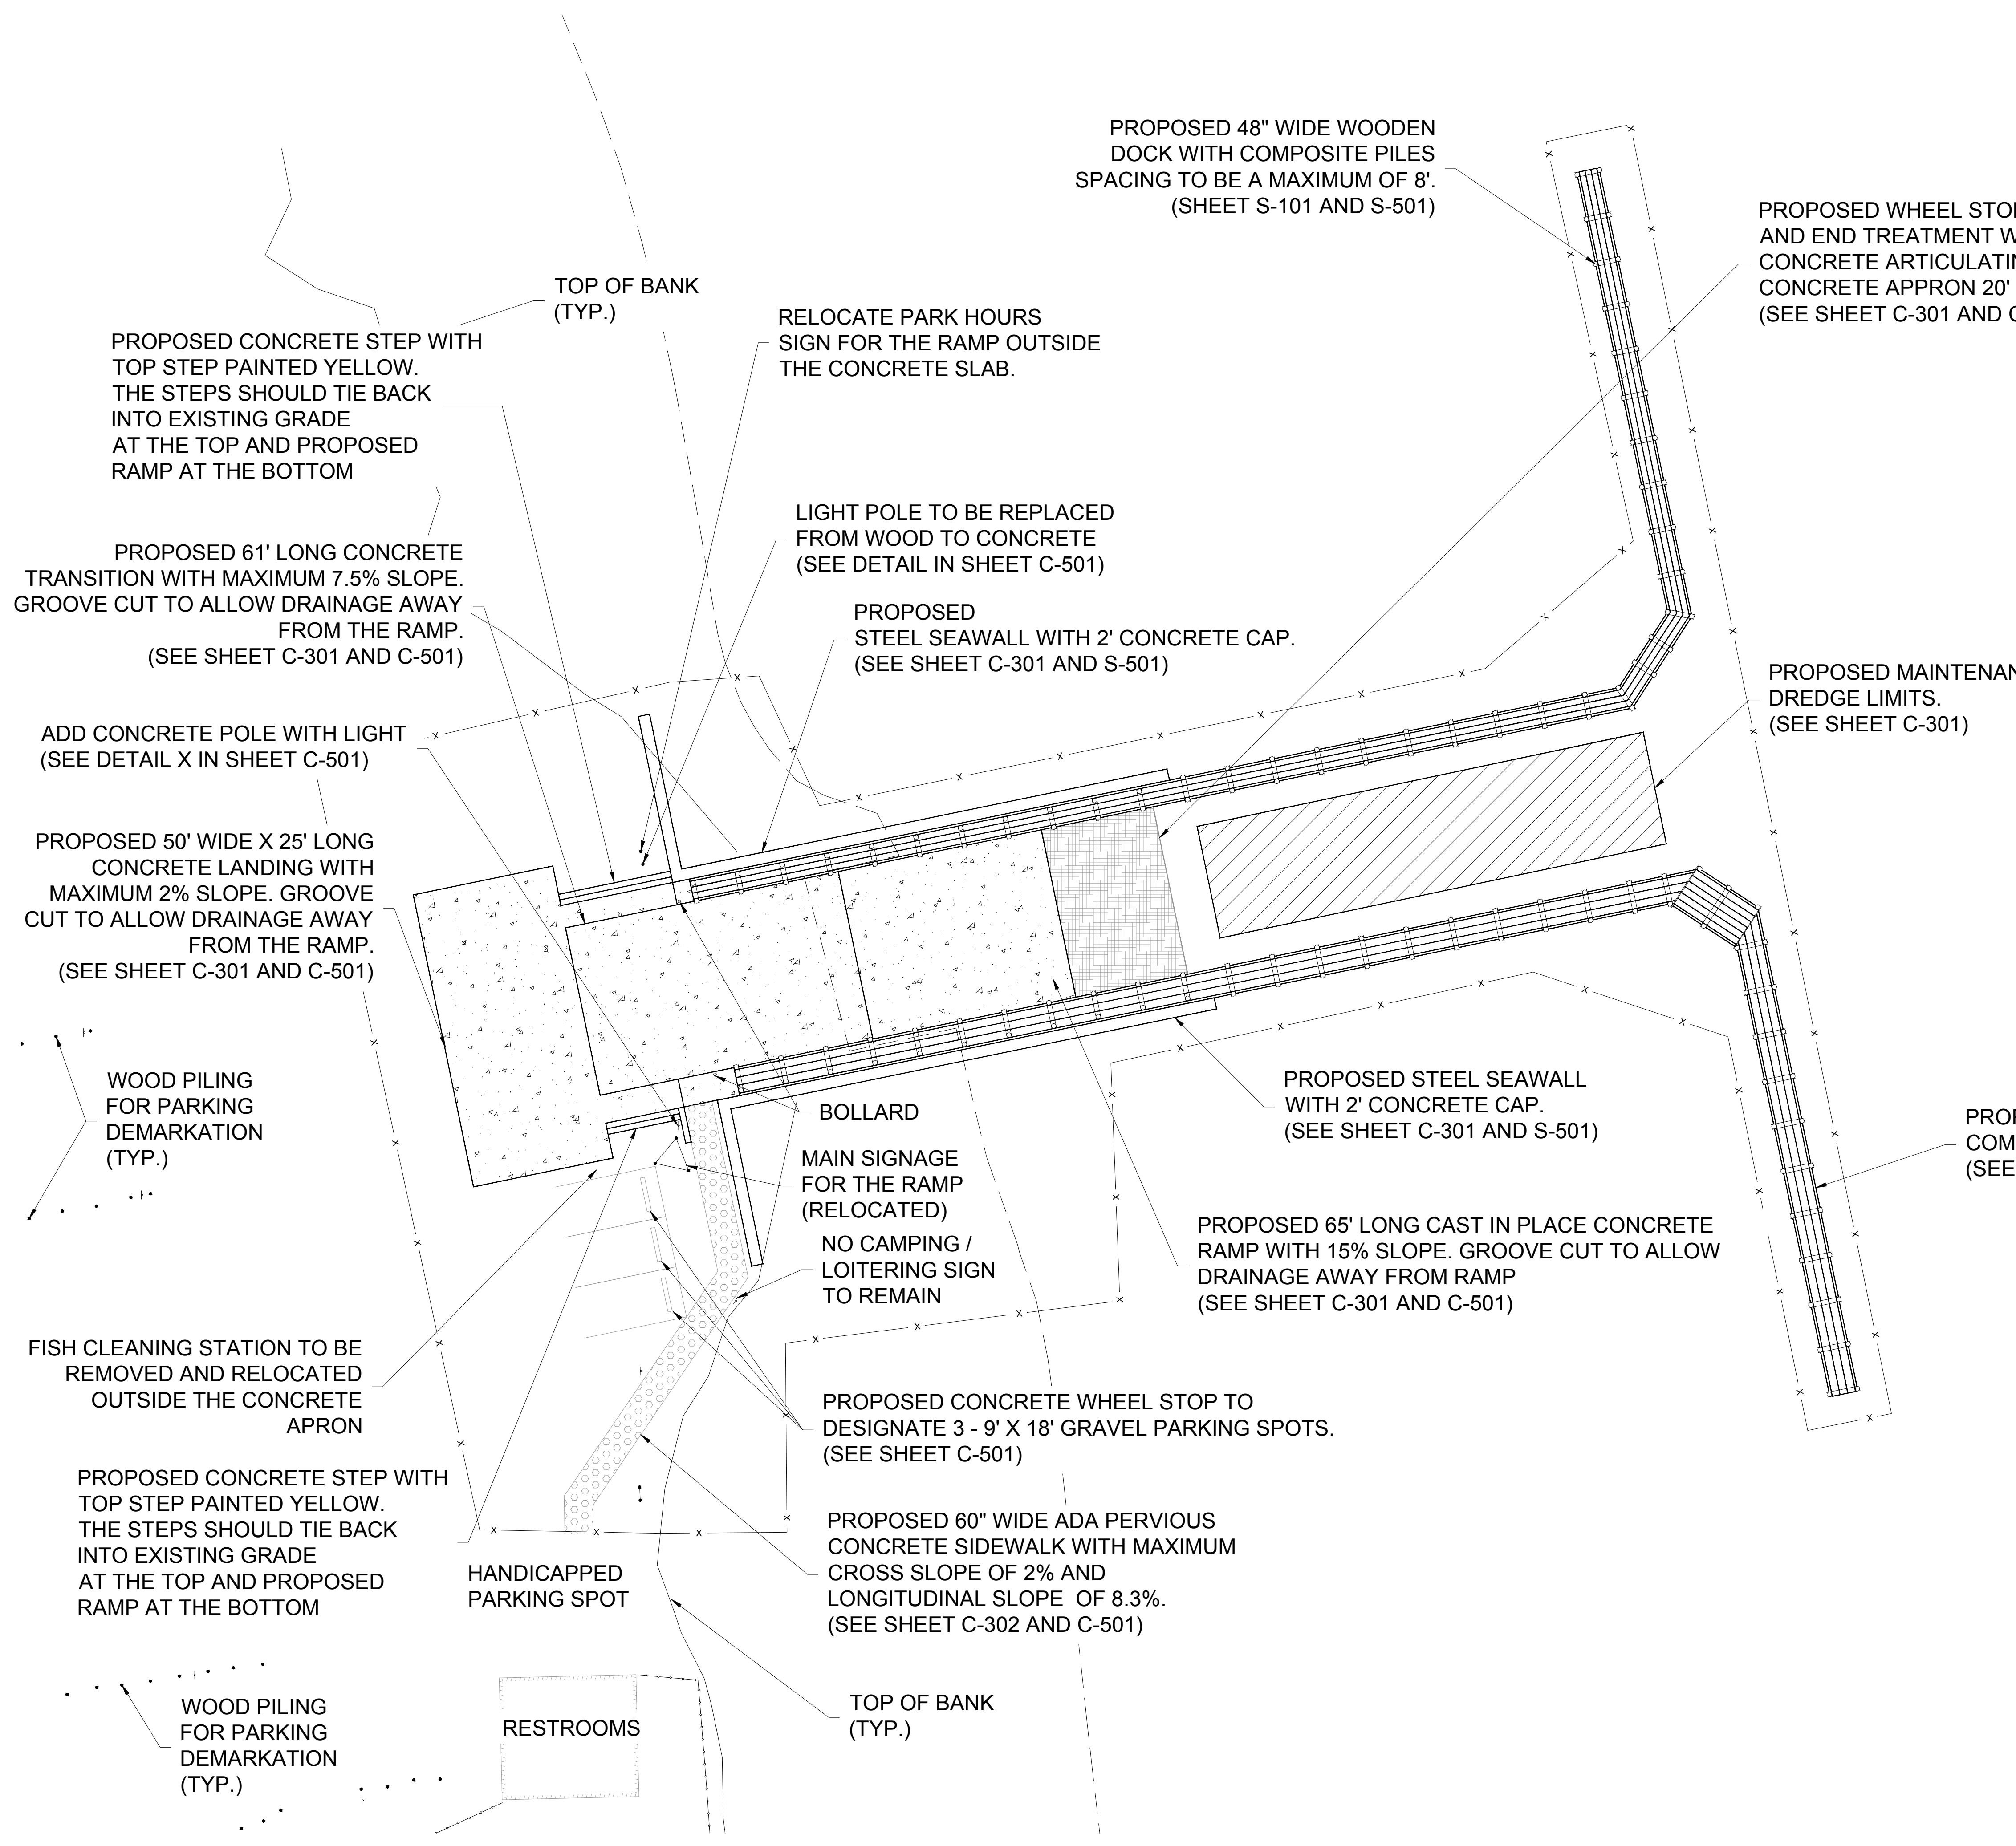 PROPOSED 48" WIDE WOODEN
DOCK WITH COMPOSITE PILES
SPACING TO BE A MAXIMUM OF 8'.
(SHEET S-101 AND S-501)
PROPOSED WHEEL
AND END TREATMENT
CONCRETE
CONCRETE APPRON 20'
(SEE SHEET C-301 AND
TOP OF BANK
(TYP.)
RELOCATE PARK HOURS
SIGN FOR THE RAMP OUTSIDE
THE CONCRETE SLAB.
PROPOSED CONCRETE STEP WITH
TOP STEP PAINTED YELLOW.
THE STEPS SHOULD TIE BACK
INTO EXISTING GRADE
AT THE TOP AND PROPOSED
RAMP AT THE BOTTOM
LIGHT POLE TO BE REPLACED
FROM WOOD TO CONCRETE
(SEE DETAIL IN SHEET C-501)
PROPOSED 61' LONG CONCRETE
TRANSITION WITH MAXIMUM 7.5% SLOPE.
GROOVE CUT TO ALLOW DRAINAGE AWAY
FROM THE RAMP.
(SEE SHEET C-301 AND C-501)
PROPOSED
STEEL SEAWALL WITH 2' CONCRETE CAP.
(SEE SHEET C-301 AND S-501)
PROPOSED
DREDGE LIMITS.
(SEE SHEET C-301)
ADD CONCRETE POLE WITH LIGHT
(SEE DETAIL X IN SHEET C-501)
PROPOSED 50' WIDE X 25' LONG
CONCRETE LANDING WITH
MAXIMUM 2% SLOPE. GROOVE
CUT TO ALLOW DRAINAGE AWAY
FROM THE RAMP.
(SEE SHEET C-301 AND C-501)
WOOD PILING
FOR PARKING
DEMARKATION
(TYP.)
BOLLARD
PROPOSED STEEL SEAWALL
WITH 2' CONCRETE CAP.
(SEE SHEET C-301 AND S-501)
(SEE
MAIN SIGNAGE
FOR THE RAMP
(RELOCATED)
NO CAMPING /
LOITERING SIGN
TO REMAIN
PROPOSED 65' LONG CAST IN PLACE CONCRETE
RAMP WITH 15% SLOPE. GROOVE CUT TO ALLOW
DRAINAGE AWAY FROM RAMP
(SEE SHEET C-301 AND C-501)
FISH CLEANING STATION TO BE
REMOVED AND RELOCATED
OUTSIDE THE CONCRETE
APRON
PROPOSED CONCRETE WHEEL STOP TO
DESIGNATE 3 - 9' X 18' GRAVEL PARKING SPOTS.
(SEE SHEET C-501)
PROPOSED CONCRETE STEP WITH
TOP STEP PAINTED YELLOW.
THE STEPS SHOULD TIE BACK
INTO EXISTING GRADE
AT THE TOP AND PROPOSED
RAMP AT THE BOTTOM
HANDICAPPED
PARKING SPOT
PROPOSED 60" WIDE ADA PERVIOUS
CONCRETE SIDEWALK WITH MAXIMUM
CROSS SLOPE OF 2% AND
LONGITUDINAL SLOPE OF 8.3%.
(SEE SHEET C-302 AND C-501)
WOOD PILING
FOR PARKING
DEMARKATION
(TYP.)
RESTROOMS
TOP OF BANK
(TYP.)